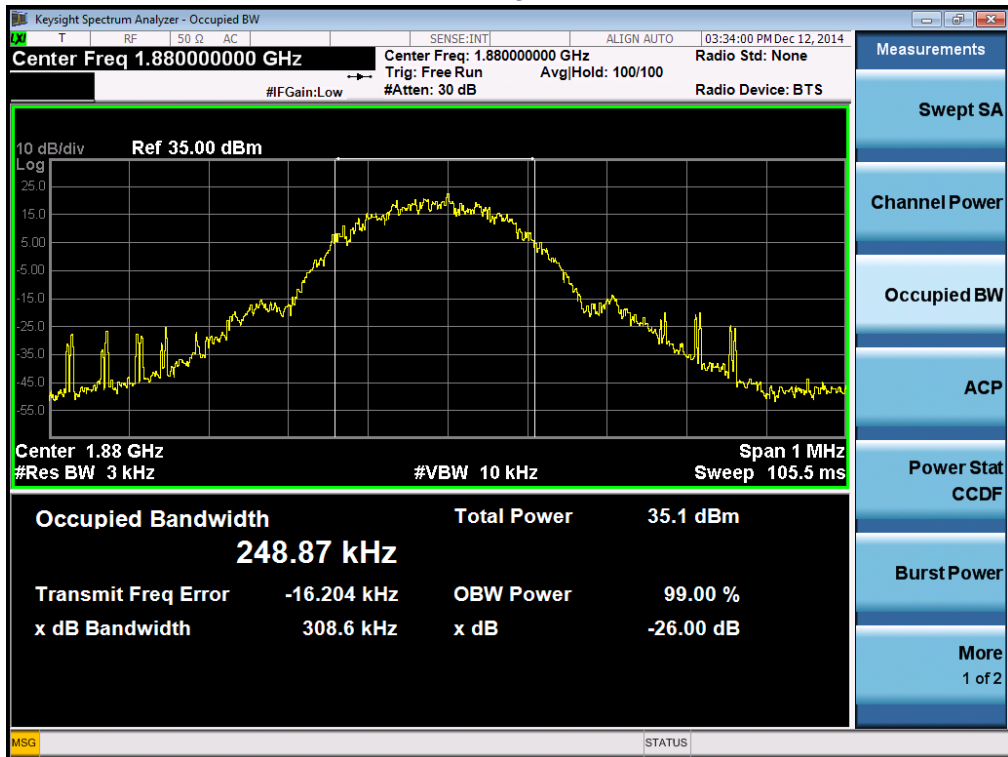 Keysight Spectrum Analyzer - Occupied BW
LXI T RF 50 Ω AC SENSE:INT ALIGN AUTO 03:34:00 PM Dec 12, 2014
Center Freq 1.880000000 GHz
Center Freq: 1.880000000 GHz
Radio Std: None
Trig: Free Run Avg|Hold: 100/100
#IFGain:Low
#Atten: 30 dB
Radio Device: BTS
10 dB/div Ref 35.00 dBm
Log
25.0
15.0
5.00
-5.00
-15.0
-25.0
-35.0
-45.0
-55.0
Center 1.88 GHz Span 1 MHz
#Res BW 3 kHz #VBW 10 kHz Sweep 105.5 ms
Occupied Bandwidth Total Power 35.1 dBm
248.87 kHz
Transmit Freq Error -16.204 kHz OBW Power 99.00 %
x dB Bandwidth 308.6 kHz x dB -26.00 dB
Measurements
Swept SA
Channel Power
Occupied BW
ACP
Power Stat
CCDF
Burst Power
More
1 of 2
MSG STATUS